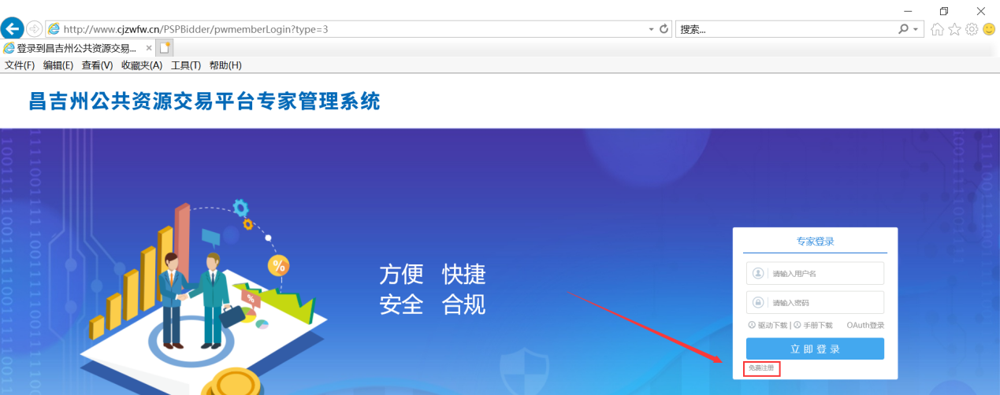 http://www.cjzwfw.cn/PSPBidder/pwmemberLogin?type=3
搜索...
登录到昌吉州公共资源交易...
文件(F) 编辑(E) 查看(V) 收藏夹(A) 工具(T) 帮助(H)
昌吉州公共资源交易平台专家管理系统
专家登录
方便 快捷
安全 合规
请输入用户名
请输入密码
驱动下载 | 手册下载 OAuth登录
立即登录
免费注册
%
%